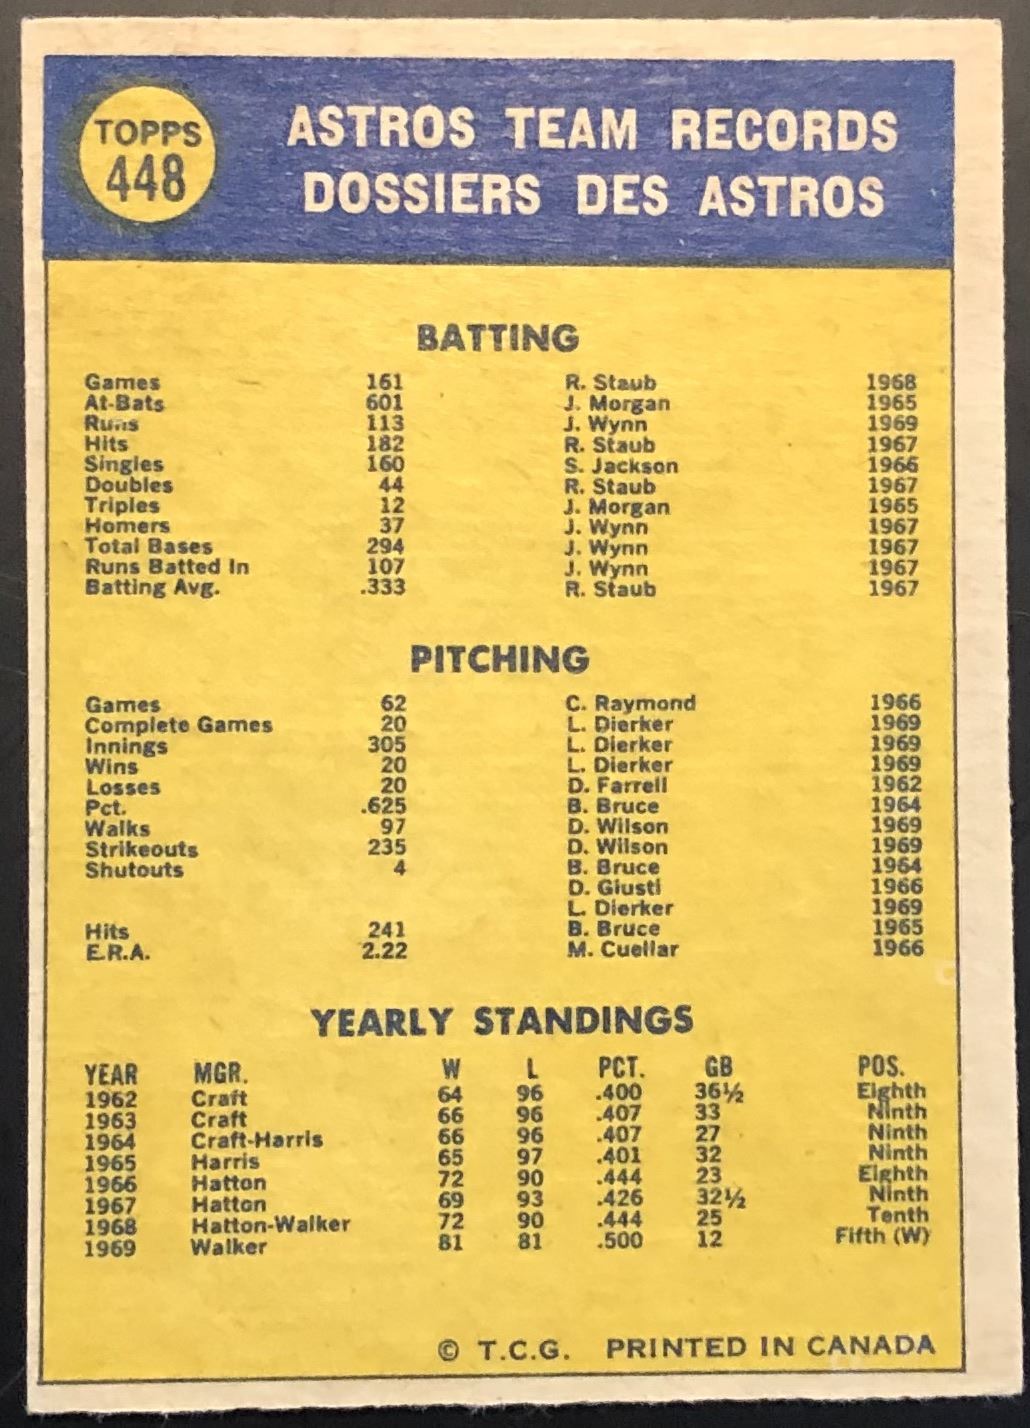 TOPPS
448
ASTROS TEAM RECORDS
DOSSIERS DES ASTROS
BATTING
Games 161 R. Staub 1968
At-Bats 601 J. Morgan 1965
Runs 113 J. Wynn 1969
Hits 182 R. Staub 1967
Singles 160 S. Jackson 1966
Doubles 44 R. Staub 1967
Triples 12 J. Morgan 1965
Homers 37 J. Wynn 1967
Total Bases 294 J. Wynn 1967
Runs Batted In 107 J. Wynn 1967
Batting Avg. .333 R. Staub 1967
PITCHING
Games 62 C. Raymond 1966
Complete Games 20 L. Dierker 1969
Innings 305 L. Dierker 1969
Wins 20 L. Dierker 1969
Losses 20 D. Farrell 1962
Pct. .625 B. Bruce 1964
Walks 97 D. Wilson 1969
Strikeouts 235 D. Wilson 1969
Shutouts 4 B. Bruce 1964
D. Giusti 1966
L. Dierker 1969
Hits 241 B. Bruce 1965
E.R.A. 2.22 M. Cuellar 1966
YEARLY STANDINGS
YEAR MGR. W L PCT. GB POS.
1962 Craft 64 96 .400 36½ Eighth
1963 Craft 66 96 .407 33 Ninth
1964 Craft-Harris 66 96 .407 27 Ninth
1965 Harris 65 97 .401 32 Ninth
1966 Hatton 72 90 .444 23 Eighth
1967 Hatton 69 93 .426 32½ Ninth
1968 Hatton-Walker 72 90 .444 25 Tenth
1969 Walker 81 81 .500 12 Fifth (W)
© T.C.G. PRINTED IN CANADA